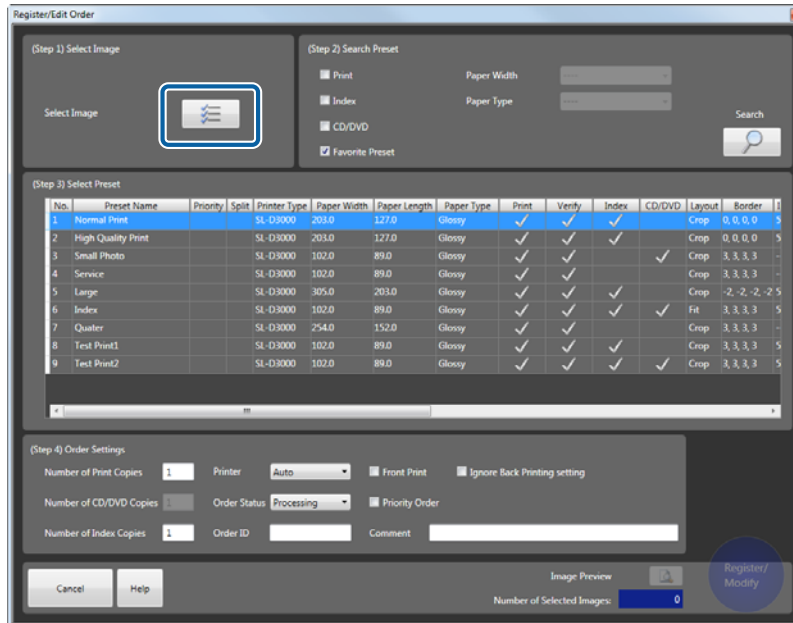 Register/Edit Order
(Step 1) Select Image
Select Image
(Step 2) Search Preset
Print
Paper Width
-----
Index
Paper Type
-----
CD/DVD
Favorite Preset
Search
(Step 3) Select Preset
No. Preset Name Priority Split Printer Type Paper Width Paper Length Paper Type Print Verify Index CD/DVD Layout Border I
1 Normal Print SL-D3000 203.0 127.0 Glossy Crop 0, 0, 0, 0 5
2 High Quality Print SL-D3000 203.0 127.0 Glossy Crop 0, 0, 0, 0 5
3 Small Photo SL-D3000 102.0 89.0 Glossy Crop 3, 3, 3, 3 -
4 Service SL-D3000 102.0 89.0 Glossy Crop 3, 3, 3, 3 -
5 Large SL-D3000 305.0 203.0 Glossy Crop -2, -2, -2, -2 5
6 Index SL-D3000 102.0 89.0 Glossy Fit 3, 3, 3, 3 5
7 Quater SL-D3000 254.0 152.0 Glossy Crop 3, 3, 3, 3 -
8 Test Print1 SL-D3000 102.0 89.0 Glossy Crop 3, 3, 3, 3 5
9 Test Print2 SL-D3000 102.0 89.0 Glossy Crop 3, 3, 3, 3 5
(Step 4) Order Settings
Number of Print Copies 1 Printer Auto Front Print Ignore Back Printing setting
Number of CD/DVD Copies 1 Order Status Processing Priority Order
Number of Index Copies 1 Order ID Comment
Cancel
Help
Image Preview
Number of Selected Images: 0
Register/
Modify